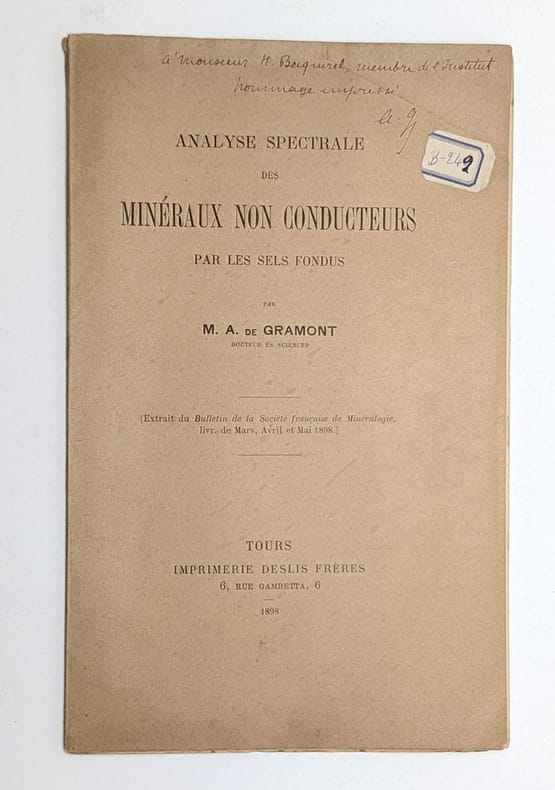 a' Monsieur H. Becquerel, membre de l'Institut
hommage empressé
a. g
B-249
ANALYSE SPECTRALE
DES
MINÉRAUX NON CONDUCTEURS
PAR LES SELS FONDUS
PAR
M. A. DE GRAMONT
DOCTEUR ÈS SCIENCES
(Extrait du Bulletin de la Société française de Minéralogie,
livr. de Mars, Avril et Mai 1898.)
TOURS
IMPRIMERIE DESLIS FRÈRES
6, RUE GAMBETTA, 6
1898